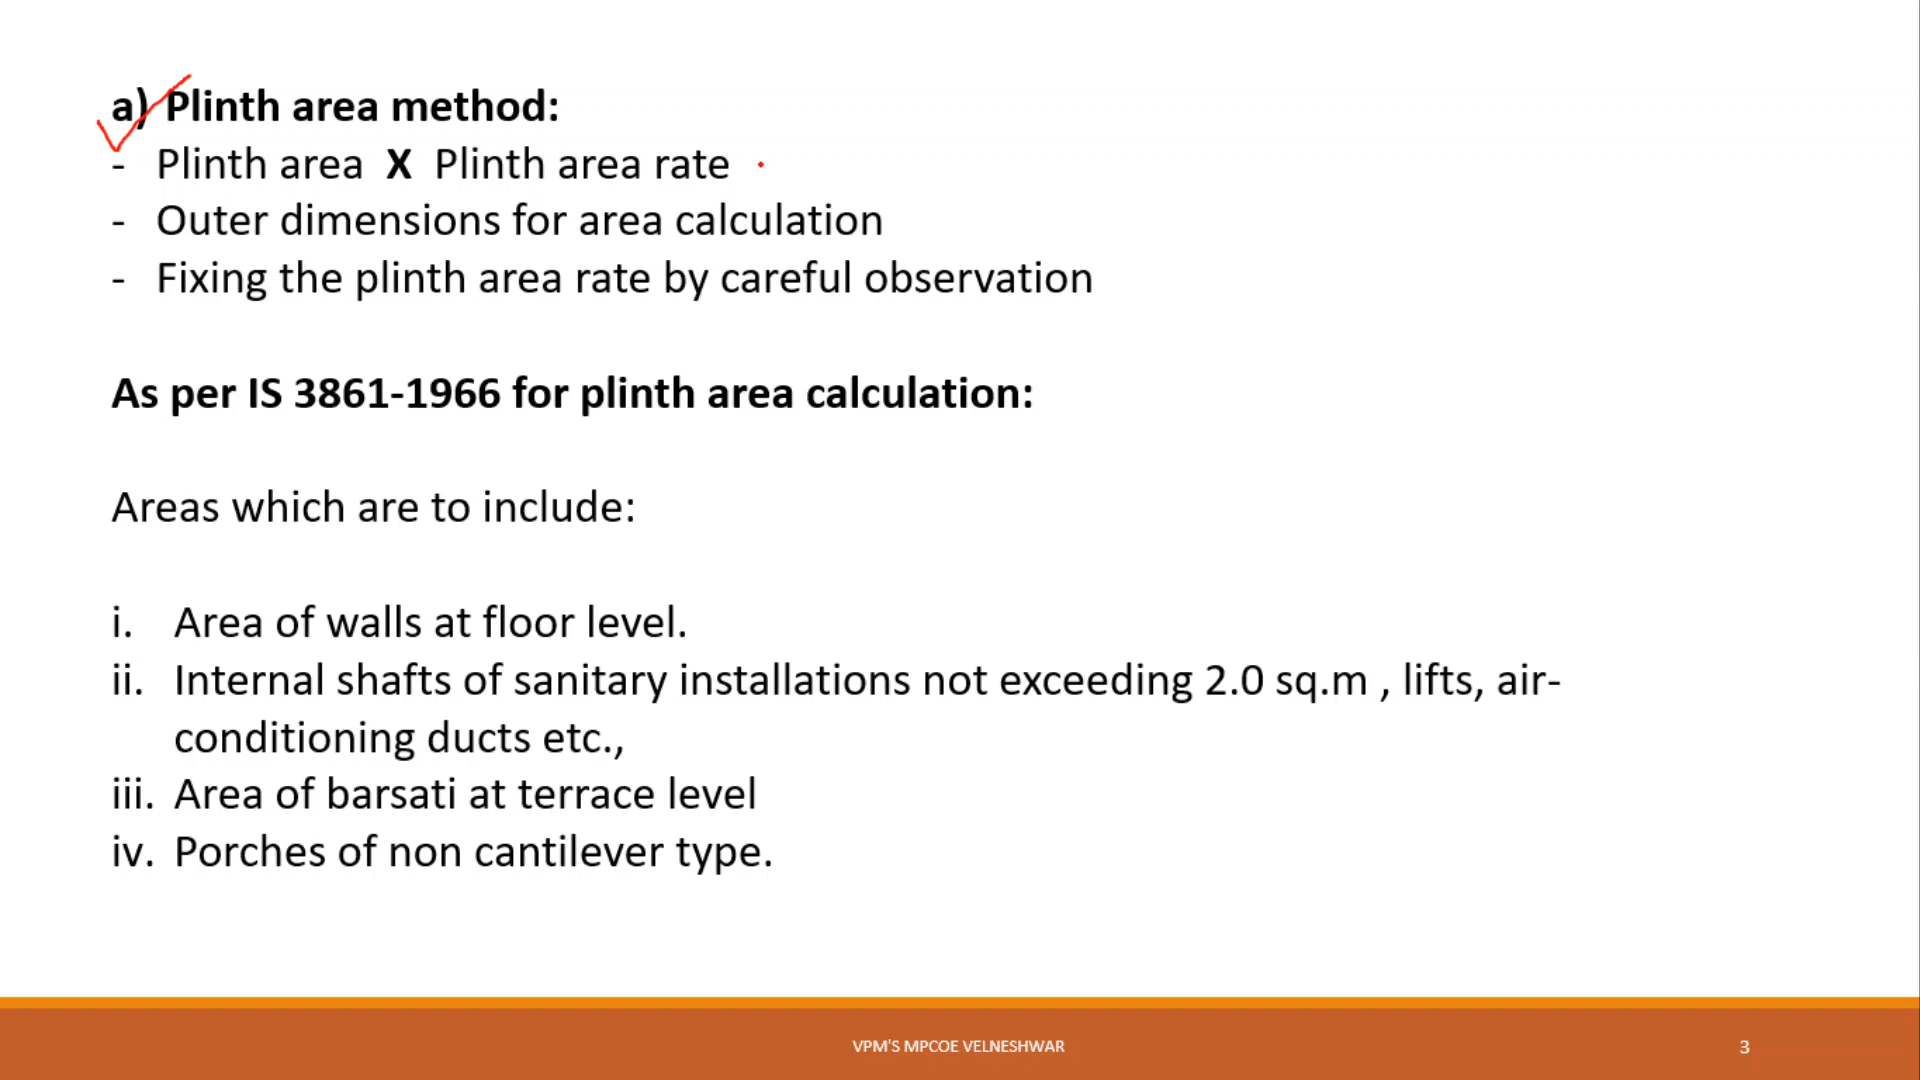 a) Plinth area method:
- Plinth area X Plinth area rate
- Outer dimensions for area calculation
- Fixing the plinth area rate by careful observation
As per IS 3861-1966 for plinth area calculation:
Areas which are to include:
i. Area of walls at floor level.
ii. Internal shafts of sanitary installations not exceeding 2.0 sq.m , lifts, air-
conditioning ducts etc.,
iii. Area of barsati at terrace level
iv. Porches of non cantilever type.
VPM'S MPCOE VELNESHWAR
3